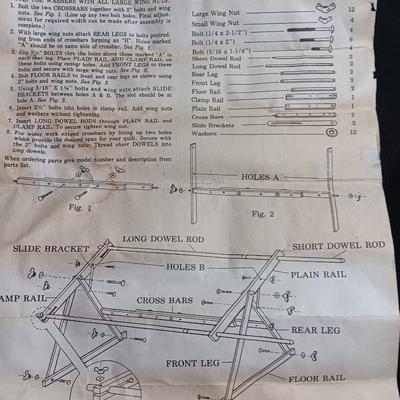 USE WASHERS WITH ALL LARGE WING NUTS.
1. Bolt the two CROSSBARS together with 2" bolts and wing
nuts. See Fig. 1. (Line up any two bolt holes. Final adjust-
ment for width can be made after assembly is
complete.)
2. With large wing nuts attach REAR LEGS to bolts protrud-
ing from ends of crossbars forming an "H". Holes marked
"A" should be on same side of crossbar. See Fig. 2.
3. Slip BOLTS thru the holes above those marked "A" in
each rear leg. Place PLAIN RAIL AND CLAMP RAIL on
these bolts using center holes. Add FRONT LEGS to these
bolts and secure with large wing nuts. See Fig. 3.
4. Bolt FLOOR RAILS to front and rear legs as shown using
2" bolts and wing nuts. See Fig. 3.
5. Using 3/16" X 1¼" bolts and wing nuts attach SLIDE
BRACKETS between holes A & B. The slot should be at
hole A. See Fig. 3.
6. Insert 2½" bolts into holes in clamp rail. Add wing nuts
and washers without tightening.
7. Insert LONG DOWEL RODS through PLAIN RAIL and
CLAMP RAIL. To secure tighten wing nut.
8. For wider work extend crossbars by lining up two holes
which provide the desired span for your quilt. Secure with
the 2" bolts and wing nuts. Thread short DOWELS into
long dowels.
When ordering parts give model number and description from
parts list.
Large Wing Nut 12
Small Wing Nut 2
Bolt (1/4 x 2-1/2") 4
Bolt (1/4 x 2") 6
Bolt (3/16 x 1-1/4") 2
Short Dowel Rod 2
Long Dowel Rod 2
Rear Leg 2
Front Leg 2
Floor Rail 2
Clamp Rail 1
Plain Rail 1
Cross Bars 2
Slide Brackets 2
Washers 12
Fig. 1
HOLES A
Fig. 2
LONG DOWEL ROD
SHORT DOWEL ROD
SLIDE BRACKET
HOLES B
PLAIN RAIL
AMP RAIL
CROSS BARS
REAR LEG
FRONT LEG
FLOOR RAIL